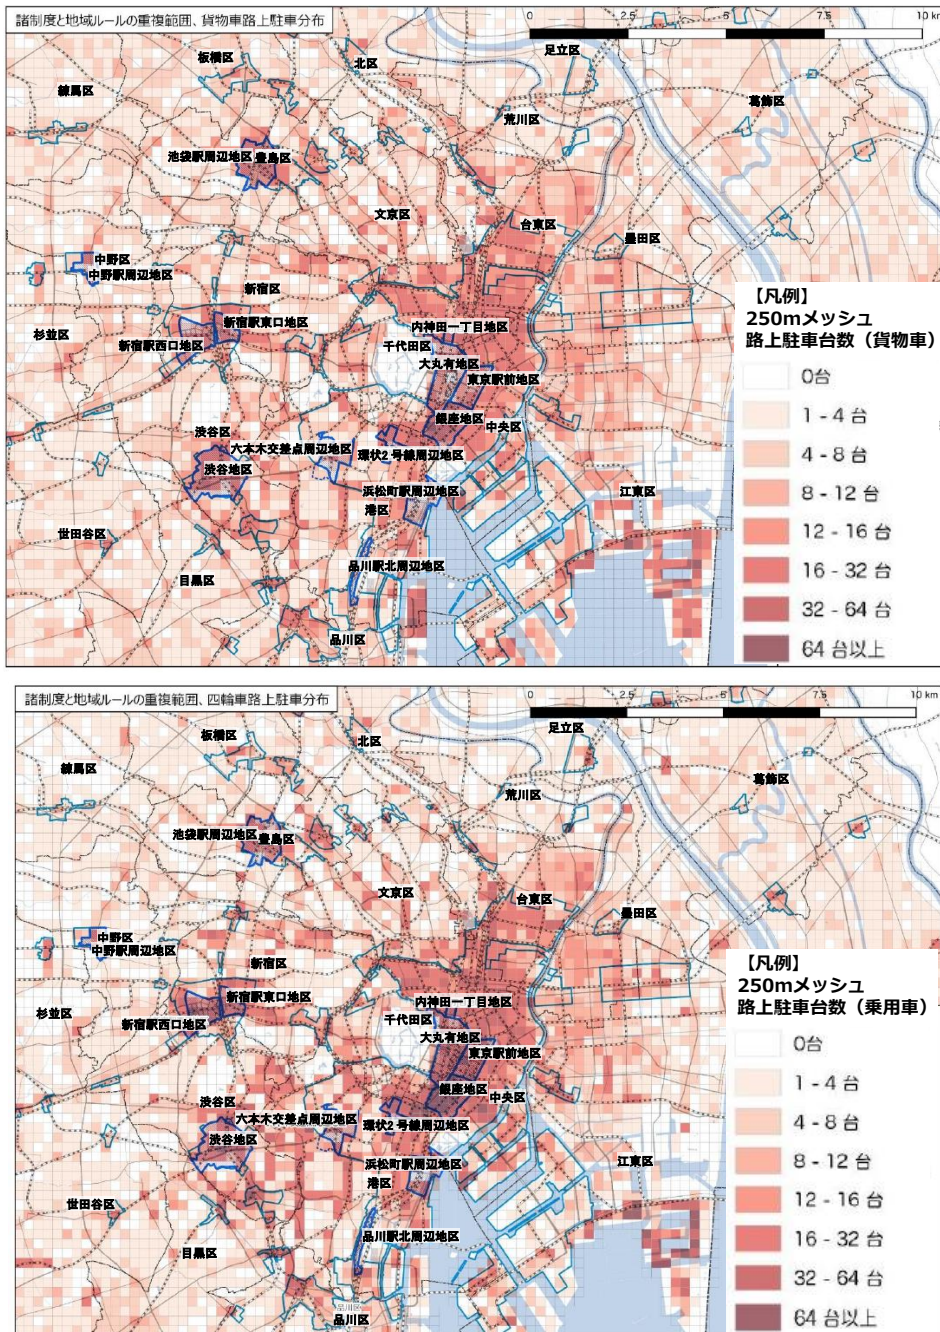 諸制度と地域ルールの重複範囲、貨物車路上駐車分布
0 2.5 5 7.5 10 km
足立区
板橋区
北区
練馬区
葛飾区
荒川区
池袋駅周辺地区 豊島区
文京区
台東区
墨田区
中野区
中野駅周辺地区
新宿区
新宿駅東口地区
杉並区
新宿駅西口地区
内神田一丁目地区
千代田区
大丸有地区
東京駅前地区
銀座地区
中央区
渋谷区
六本木交差点周辺地区
環状2号線周辺地区
渋谷地区
浜松町駅周辺地区
港区
江東区
世田谷区
品川駅北周辺地区
目黒区
品川区
【凡例】
250mメッシュ
路上駐車台数（貨物車）
0台
1 - 4 台
4 - 8 台
8 - 12 台
12 - 16 台
16 - 32 台
32 - 64 台
64 台以上
諸制度と地域ルールの重複範囲、四輪車路上駐車分布
0 2.5 5 7.5 10 km
足立区
板橋区
北区
練馬区
葛飾区
荒川区
池袋駅周辺地区 豊島区
文京区
台東区
墨田区
中野区
中野駅周辺地区
新宿区
新宿駅東口地区
杉並区
新宿駅西口地区
内神田一丁目地区
千代田区
大丸有地区
東京駅前地区
銀座地区
中央区
渋谷区
六本木交差点周辺地区
環状2号線周辺地区
渋谷地区
浜松町駅周辺地区
港区
江東区
世田谷区
品川駅北周辺地区
目黒区
品川区
品川区
【凡例】
250mメッシュ
路上駐車台数（乗用車）
0台
1 - 4 台
4 - 8 台
8 - 12 台
12 - 16 台
16 - 32 台
32 - 64 台
64 台以上